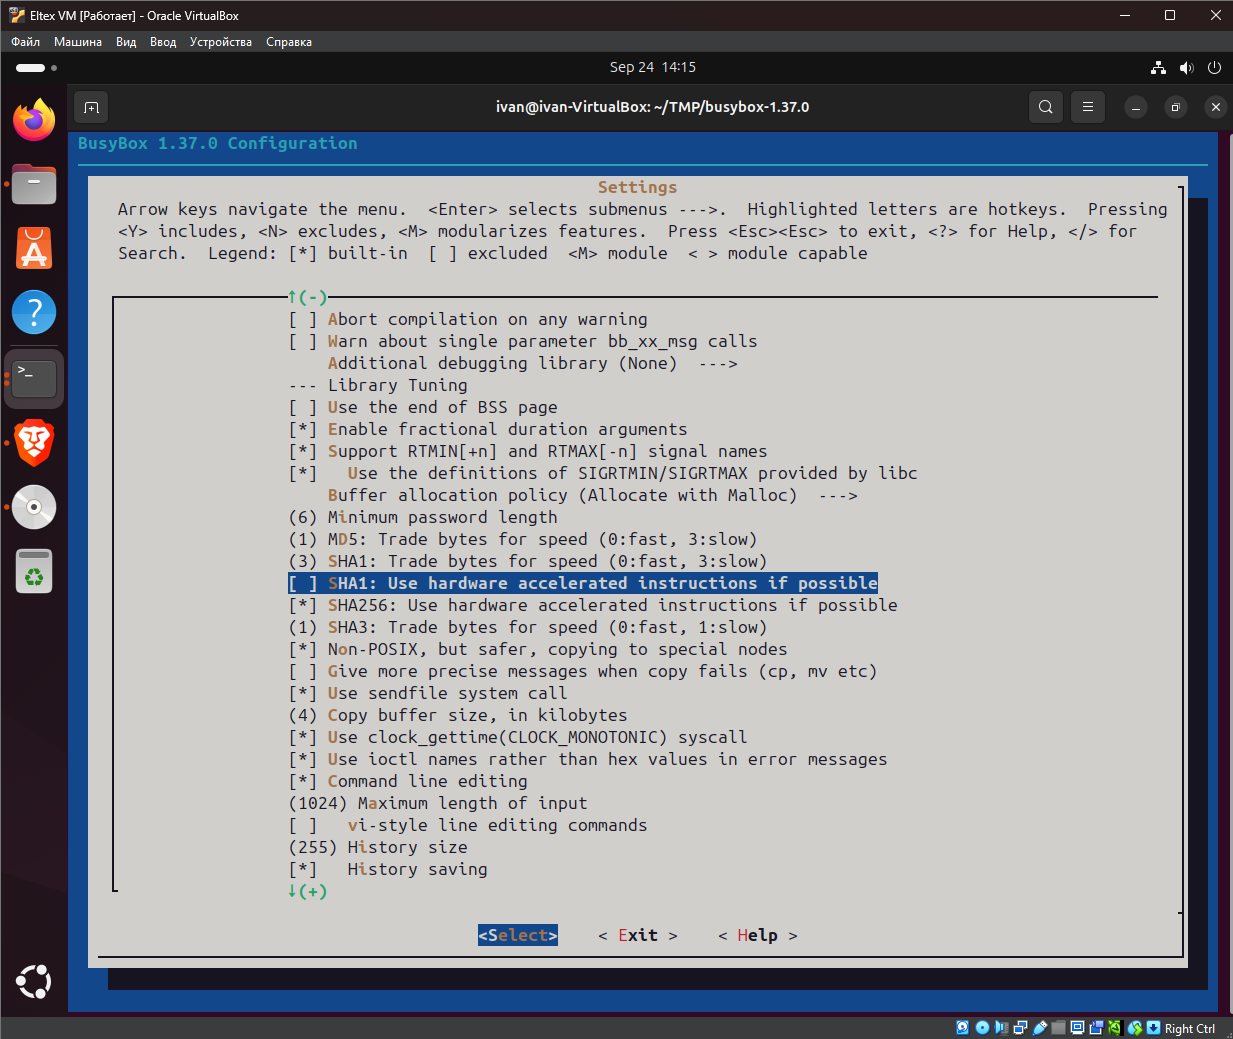 Eltex VM [Работает] - Oracle VirtualBox
Файл Машина Вид Ввод Устройства Справка
Sep 24 14:15
ivan@ivan-VirtualBox: ~/TMP/busybox-1.37.0
BusyBox 1.37.0 Configuration
Settings
Arrow keys navigate the menu. <Enter> selects submenus --->. Highlighted letters are hotkeys. Pressing
<Y> includes, <N> excludes, <M> modularizes features. Press <Esc><Esc> to exit, <?> for Help, </> for
Search. Legend: [*] built-in [ ] excluded <M> module < > module capable
↑(-)
[ ] Abort compilation on any warning
[ ] Warn about single parameter bb_xx_msg calls
Additional debugging library (None) --->
--- Library Tuning
[ ] Use the end of BSS page
[*] Enable fractional duration arguments
[*] Support RTMIN[+n] and RTMAX[-n] signal names
[*] Use the definitions of SIGRTMIN/SIGRTMAX provided by libc
Buffer allocation policy (Allocate with Malloc) --->
(6) Minimum password length
(1) MD5: Trade bytes for speed (0:fast, 3:slow)
(3) SHA1: Trade bytes for speed (0:fast, 3:slow)
[ ] SHA1: Use hardware accelerated instructions if possible
[*] SHA256: Use hardware accelerated instructions if possible
(1) SHA3: Trade bytes for speed (0:fast, 1:slow)
[*] Non-POSIX, but safer, copying to special nodes
[ ] Give more precise messages when copy fails (cp, mv etc)
[*] Use sendfile system call
(4) Copy buffer size, in kilobytes
[*] Use clock_gettime(CLOCK_MONOTONIC) syscall
[*] Use ioctl names rather than hex values in error messages
[*] Command line editing
(1024) Maximum length of input
[ ] vi-style line editing commands
(255) History size
[*] History saving
↓(+)
<Select> < Exit > < Help >
Right Ctrl